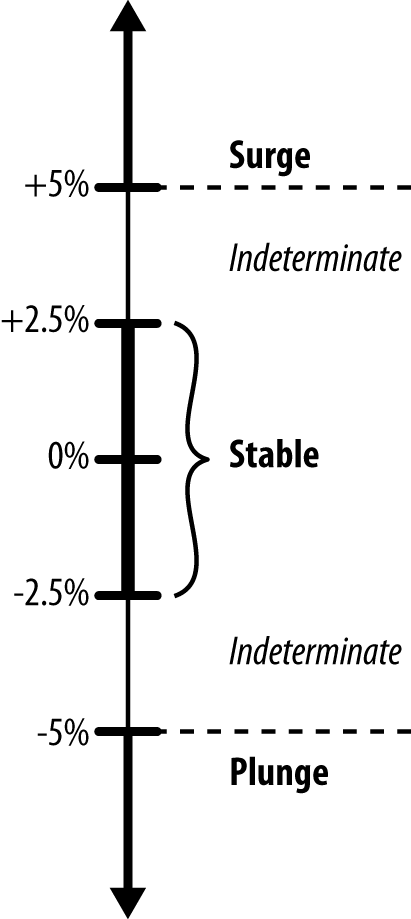 Surge
+5%
Indeterminate
+2.5%
0%
Stable
-2.5%
Indeterminate
-5%
Plunge